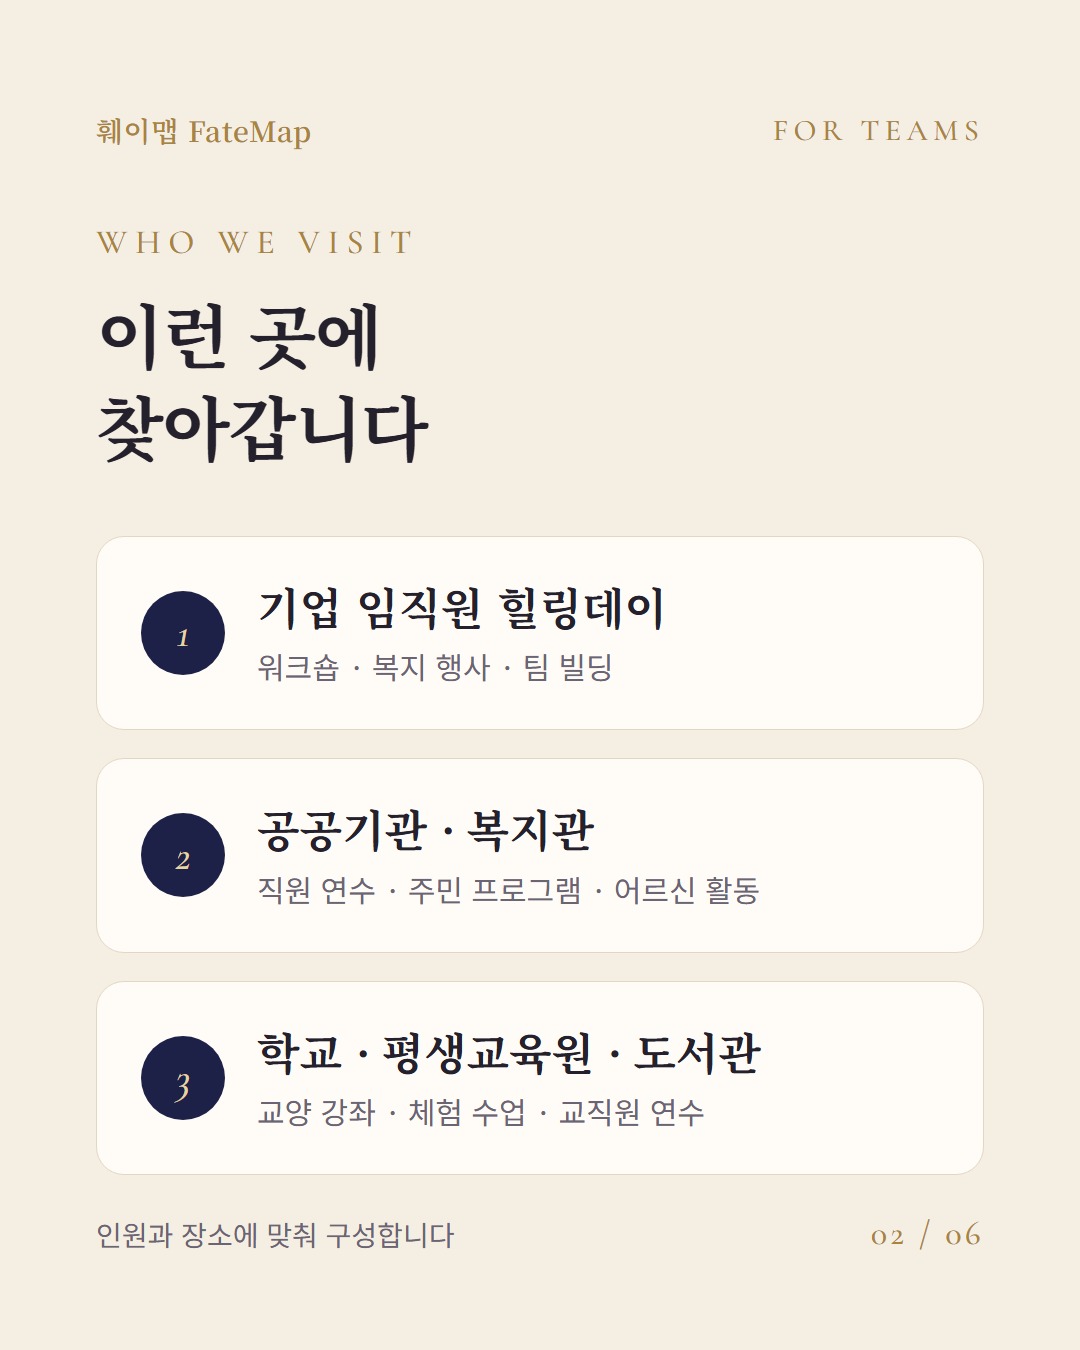 훼이맵 FateMap
FOR TEAMS
WHO WE VISIT
이런 곳에
찾아갑니다
1
기업 임직원 힐링데이
워크숍 · 복지 행사 · 팀 빌딩
2
공공기관 · 복지관
직원 연수 · 주민 프로그램 · 어르신 활동
3
학교 · 평생교육원 · 도서관
교양 강좌 · 체험 수업 · 교직원 연수
인원과 장소에 맞춰 구성합니다
02 / 06